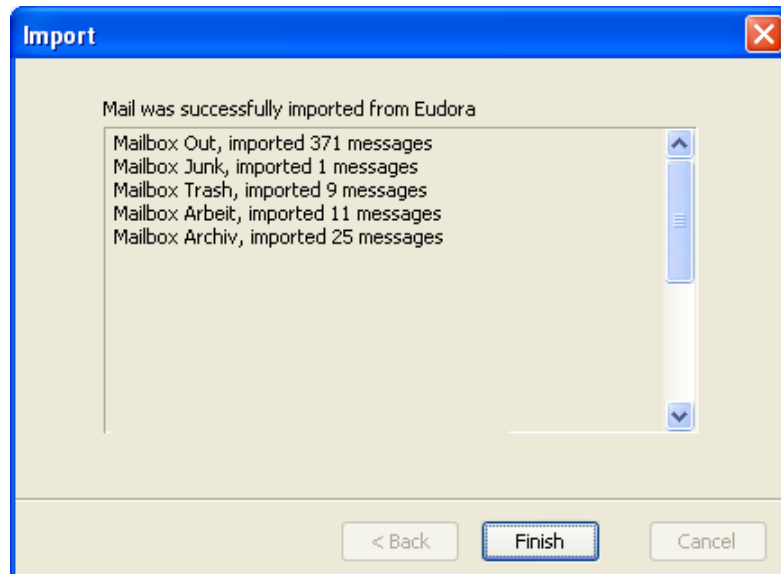 Import
Mail was successfully imported from Eudora
Mailbox Out, imported 371 messages
Mailbox Junk, imported 1 messages
Mailbox Trash, imported 9 messages
Mailbox Arbeit, imported 11 messages
Mailbox Archiv, imported 25 messages
< Back Finish Cancel